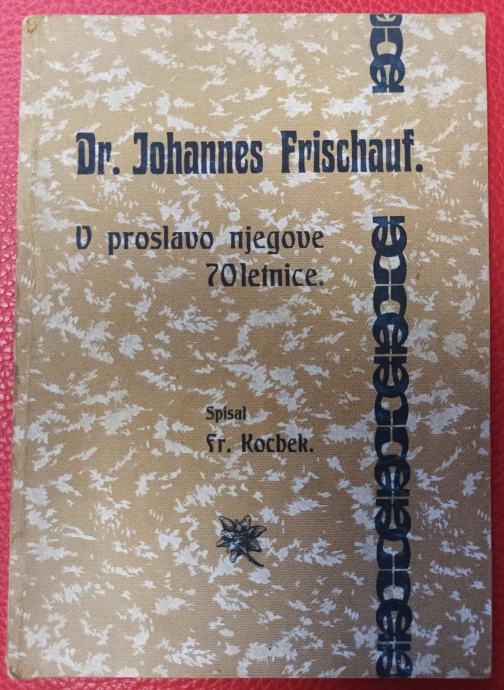 Dr. Johannes Frischauf.
V proslavo njegove
70letnice.
Spisal
Fr. Kocbek.